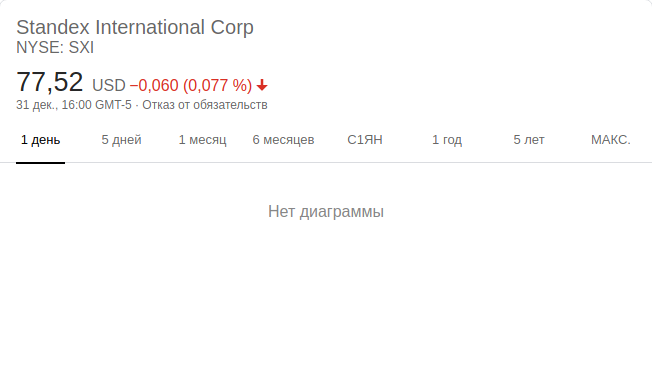 Standex International Corp
NYSE: SXI
77,52 USD −0,060 (0,077 %)
31 дек., 16:00 GMT-5 · Отказ от обязательств
1 день 5 дней 1 месяц 6 месяцев С1ЯН 1 год 5 лет МАКС.
Нет диаграммы